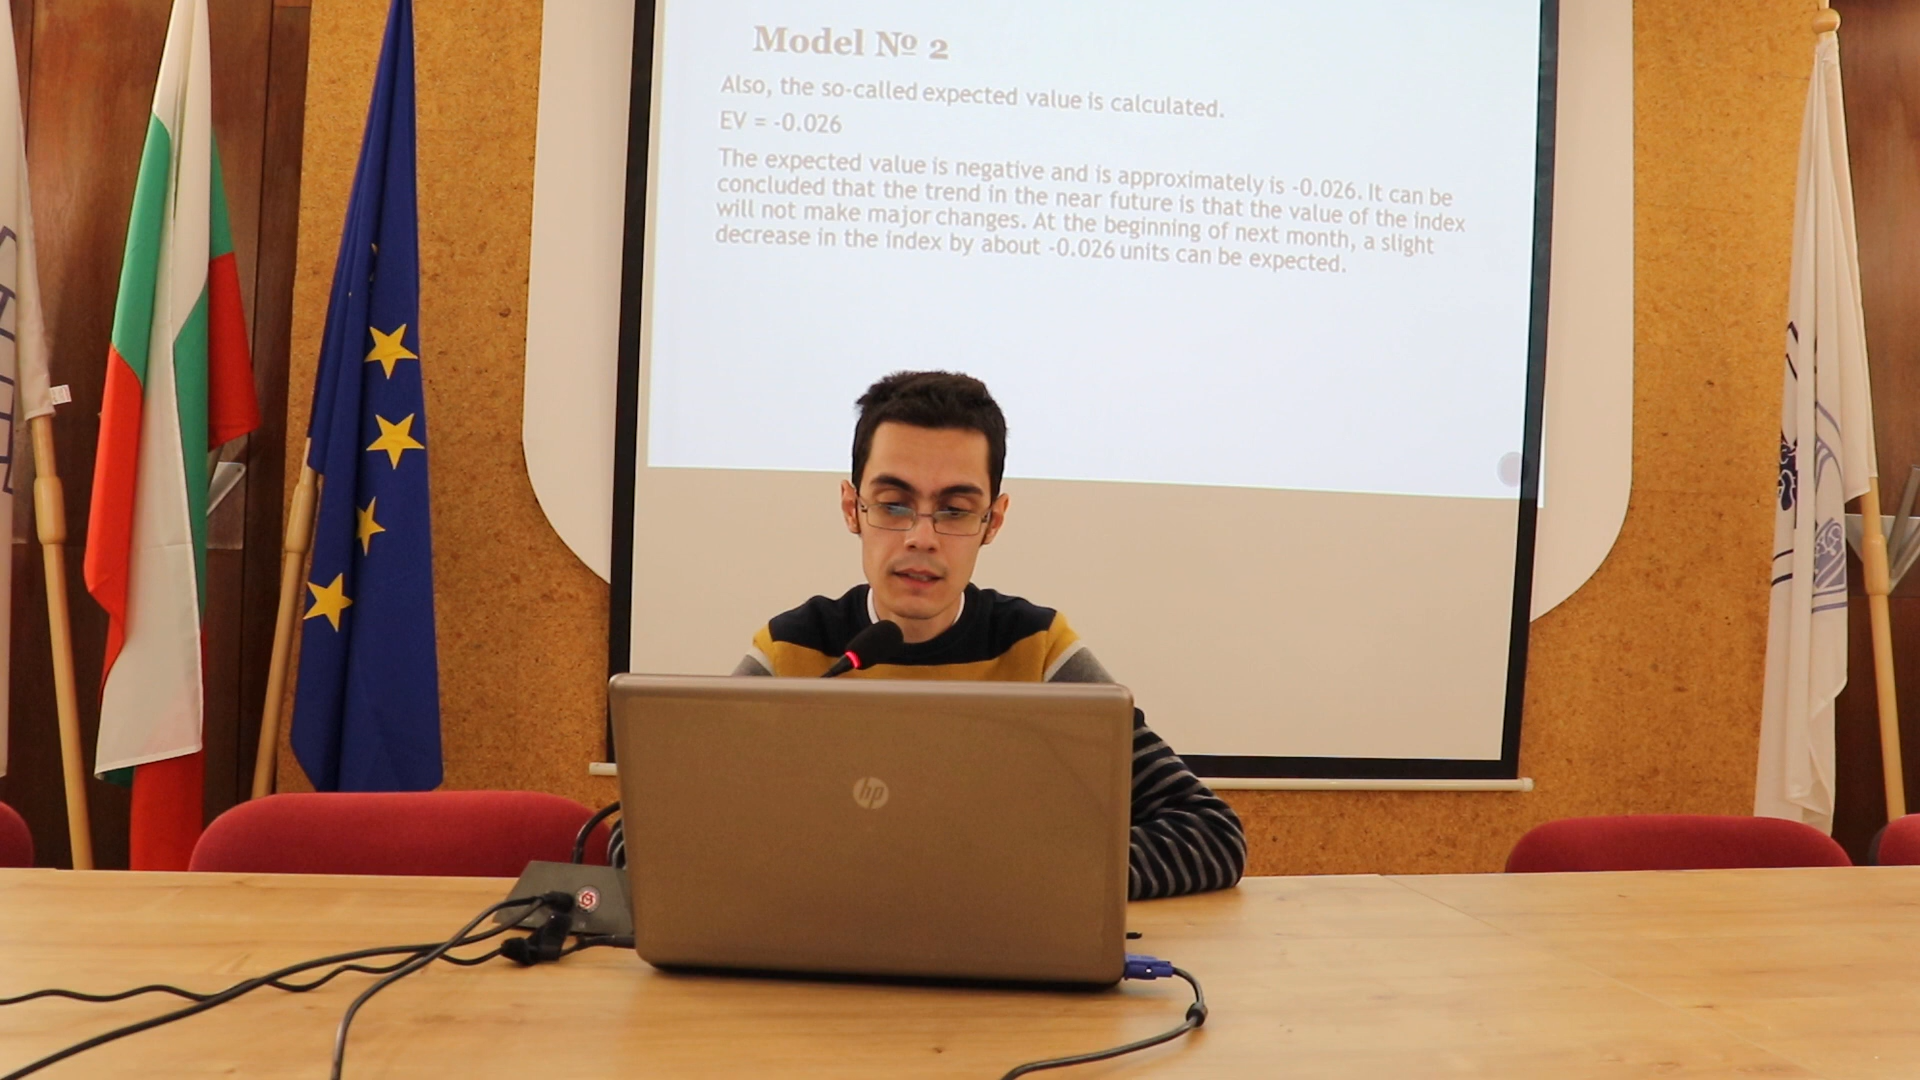 Model № 2
Also, the so-called expected value is calculated.
EV = -0.026
The expected value is negative and is approximately is -0.026. It can be
concluded that the trend in the near future is that the value of the index
will not make major changes. At the beginning of next month, a slight
decrease in the index by about -0.026 units can be expected.
hp